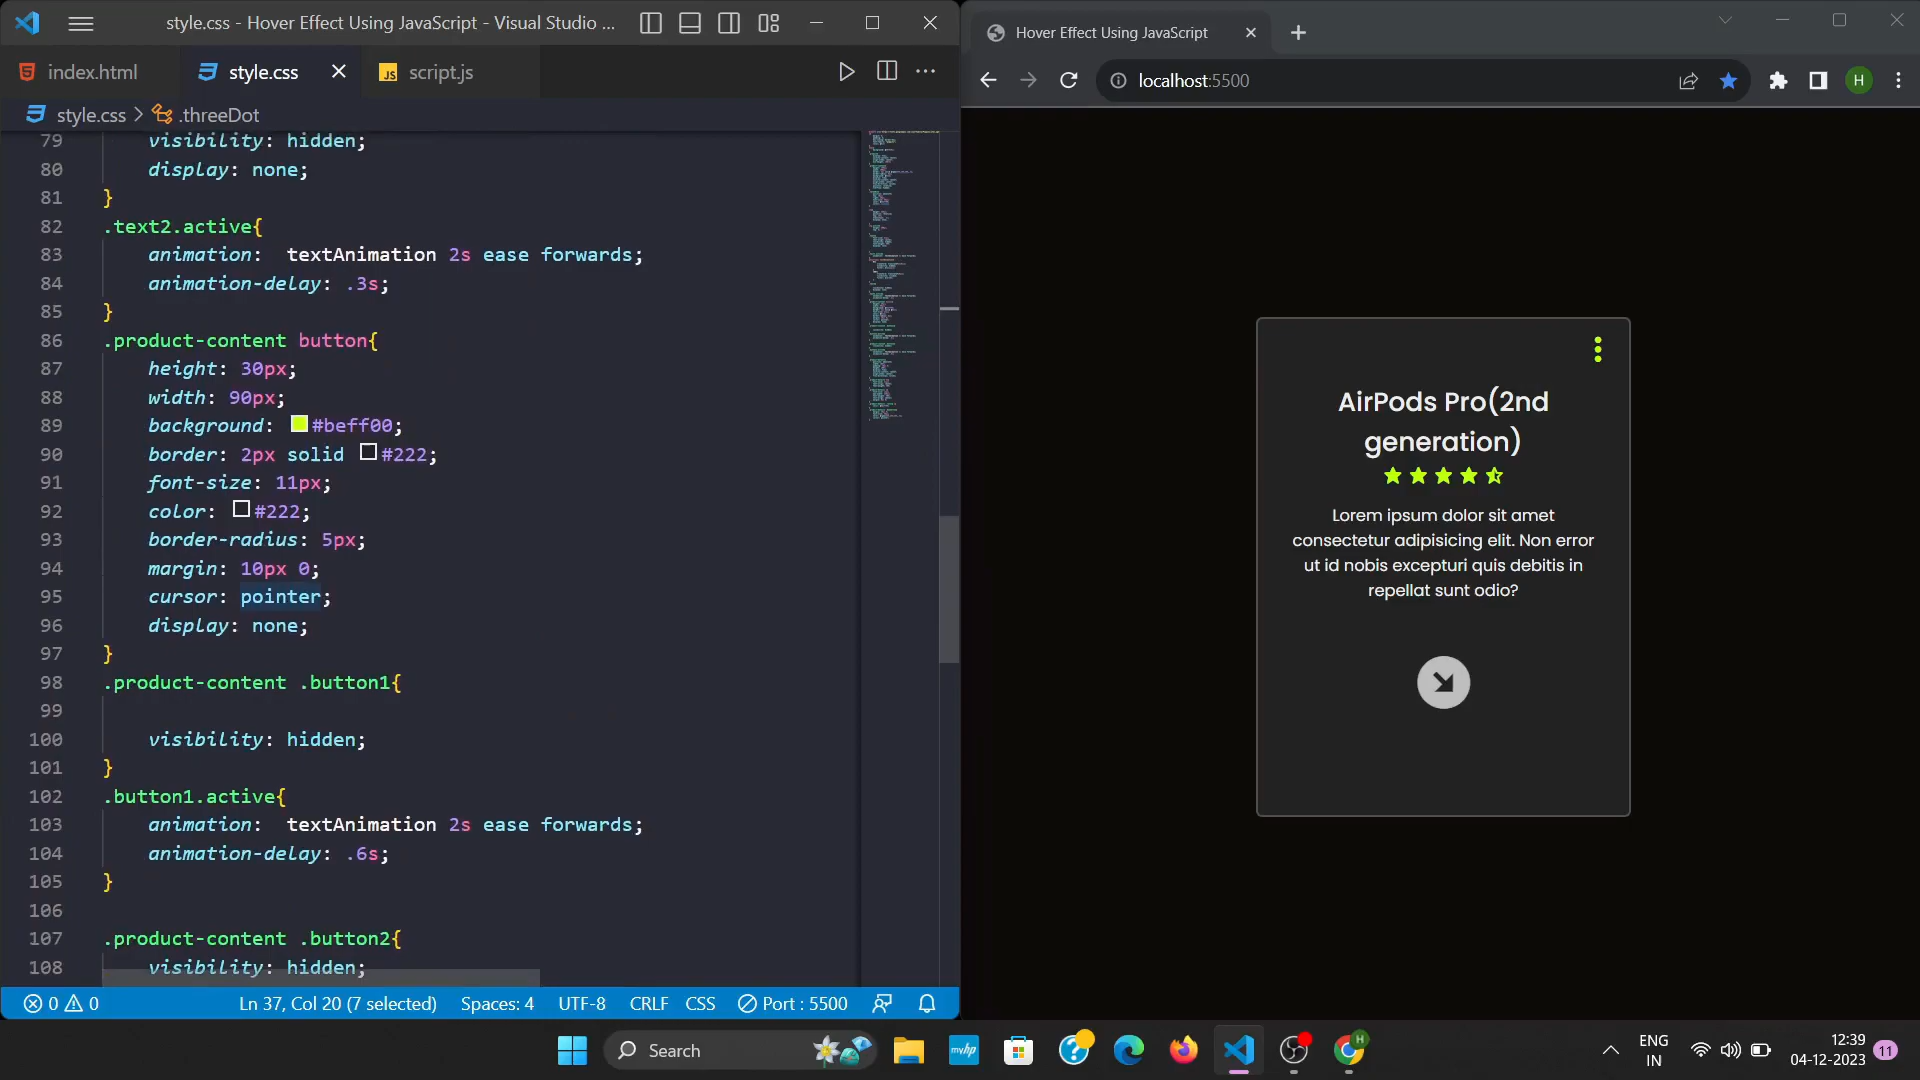 style.css - Hover Effect Using JavaScript - Visual Studio ...
index.html
style.css
JS script.js
style.css > .threeDot
79 visibility: hidden;
80 display: none;
81 }
82 .text2.active{
83 animation:  textAnimation 2s ease forwards;
84 animation-delay: .3s;
85 }
86 .product-content button{
87 height: 30px;
88 width: 90px;
89 background: #beff00;
90 border: 2px solid #222;
91 font-size: 11px;
92 color: #222;
93 border-radius: 5px;
94 margin: 10px 0;
95 cursor: pointer;
96 display: none;
97 }
98 .product-content .button1{
99
100 visibility: hidden;
101 }
102 .button1.active{
103 animation:  textAnimation 2s ease forwards;
104 animation-delay: .6s;
105 }
106
107 .product-content .button2{
108 visibility: hidden;
0 0 Ln 37, Col 20 (7 selected) Spaces: 4 UTF-8 CRLF CSS Port : 5500
Hover Effect Using JavaScript
localhost:5500
H
AirPods Pro(2nd
generation)
Lorem ipsum dolor sit amet
consectetur adipisicing elit. Non error
ut id nobis excepturi quis debitis in
repellat sunt odio?
Search
myhp
H
ENG
IN
12:39
04-12-2023
11